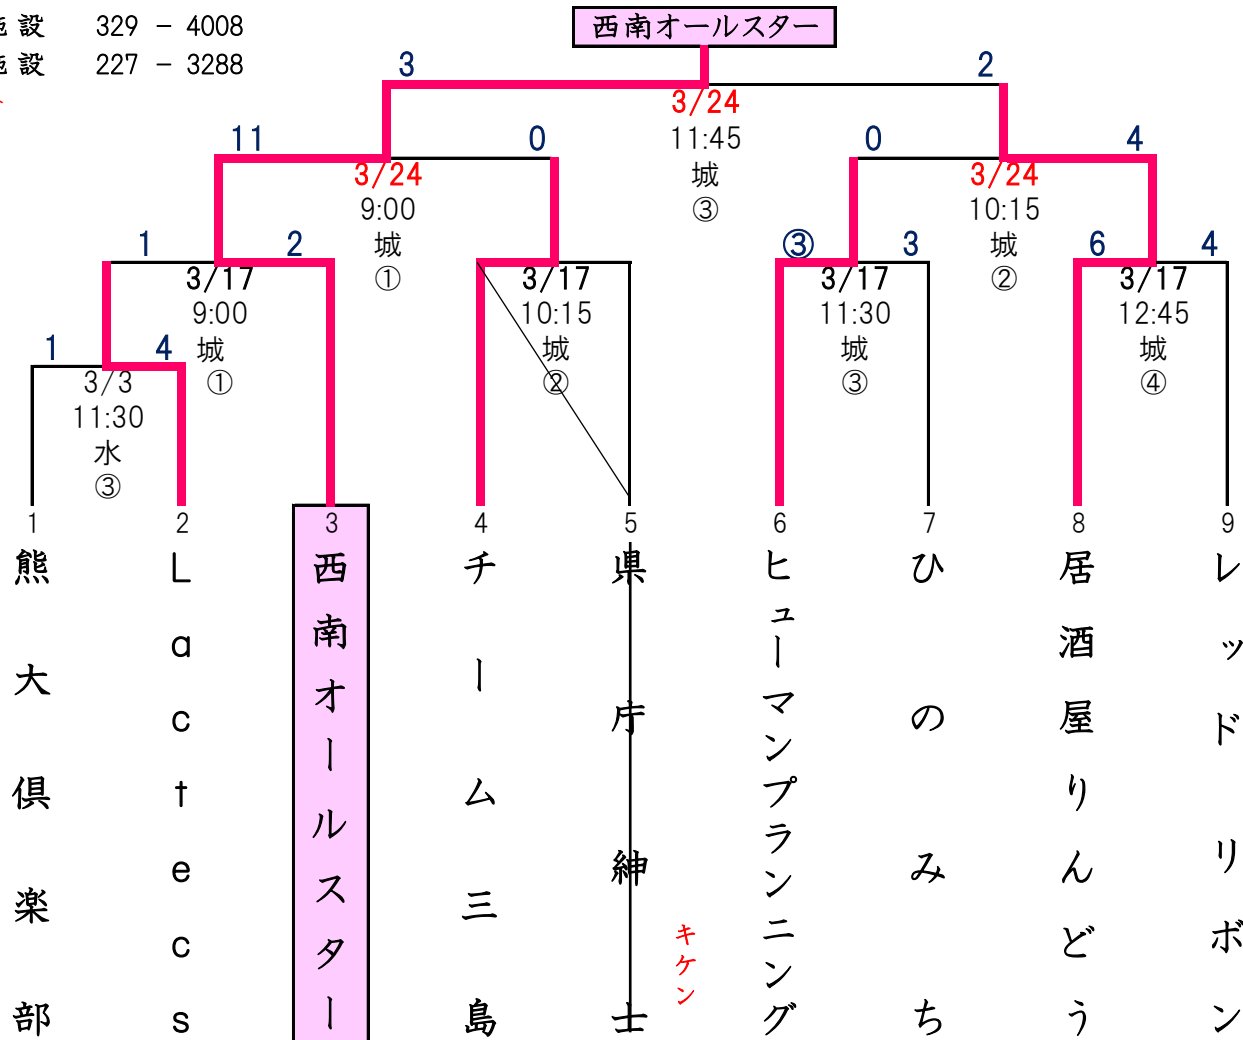 施設 329 － 4008
施設 227 － 3288
西南オールスター
3 2
3/24
11:45
城
③
11 0 0 4
3/24 3/24
9:00 10:15
城 城
① ②
1 2 ③ 3 6 4
3/17 3/17 3/17 3/17
9:00 10:15 11:30 12:45
城 城 城 城
① ② ③ ④
1 4
3/3
11:30
水
③
1 2 3 4 5 6 7 8 9
熊大倶楽部
Lactecs
西南オールスター
チーム三島
県庁紳士
キケン
ヒューマンプランニング
ひのみち
居酒屋りんどう
レッドリボン